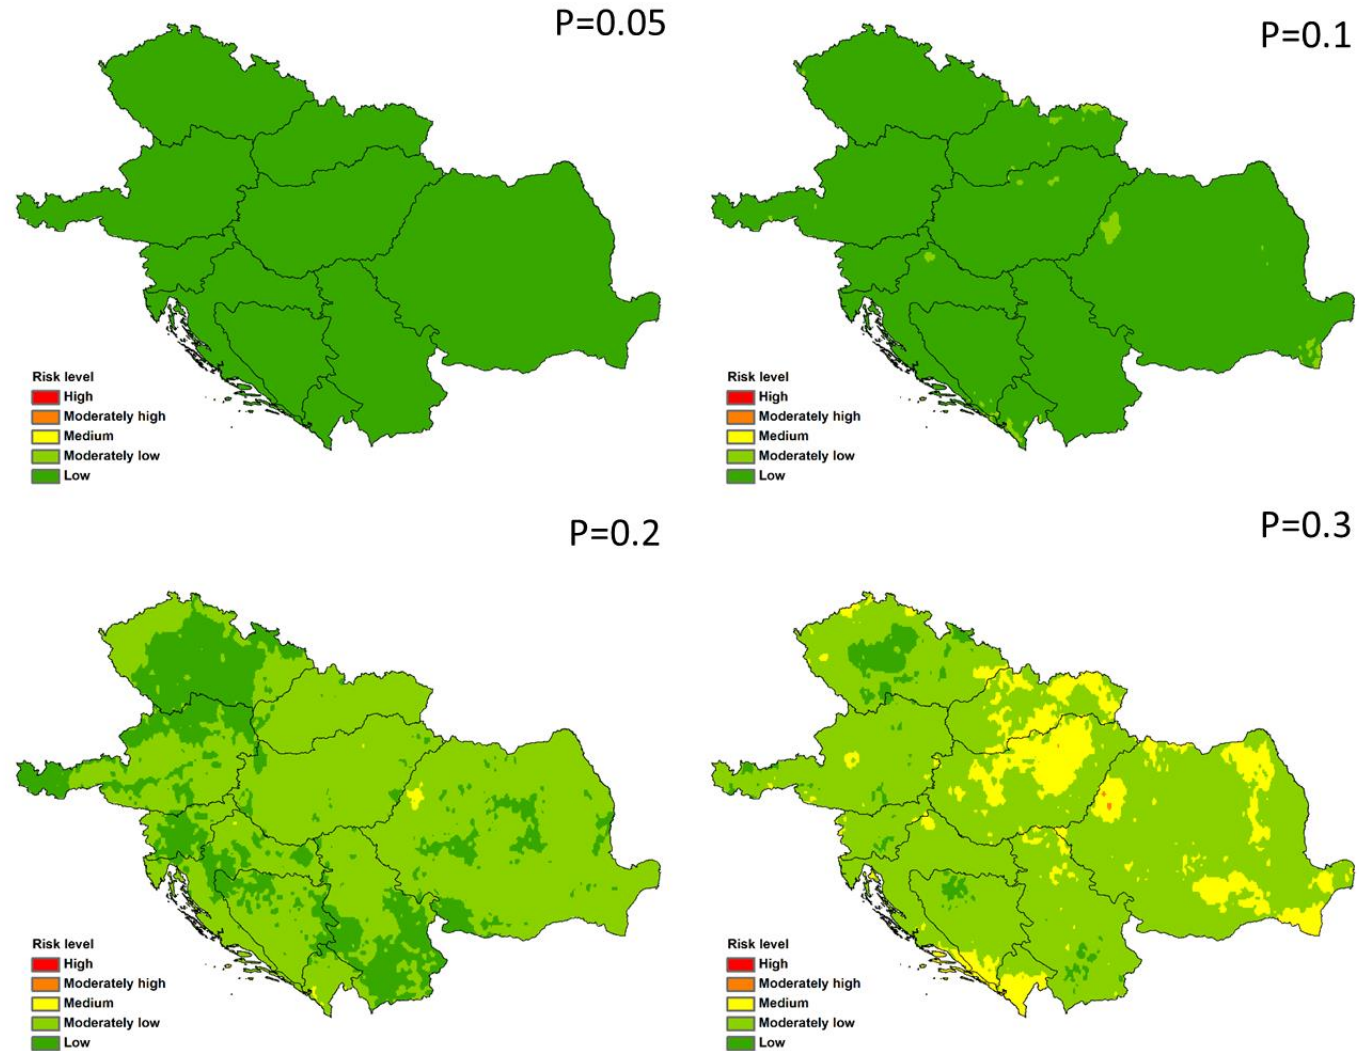 P=0.05
Risk level
High
Moderately high
Medium
Moderately low
Low
P=0.1
Risk level
High
Moderately high
Medium
Moderately low
Low
P=0.2
Risk level
High
Moderately high
Medium
Moderately low
Low
P=0.3
Risk level
High
Moderately high
Medium
Moderately low
Low